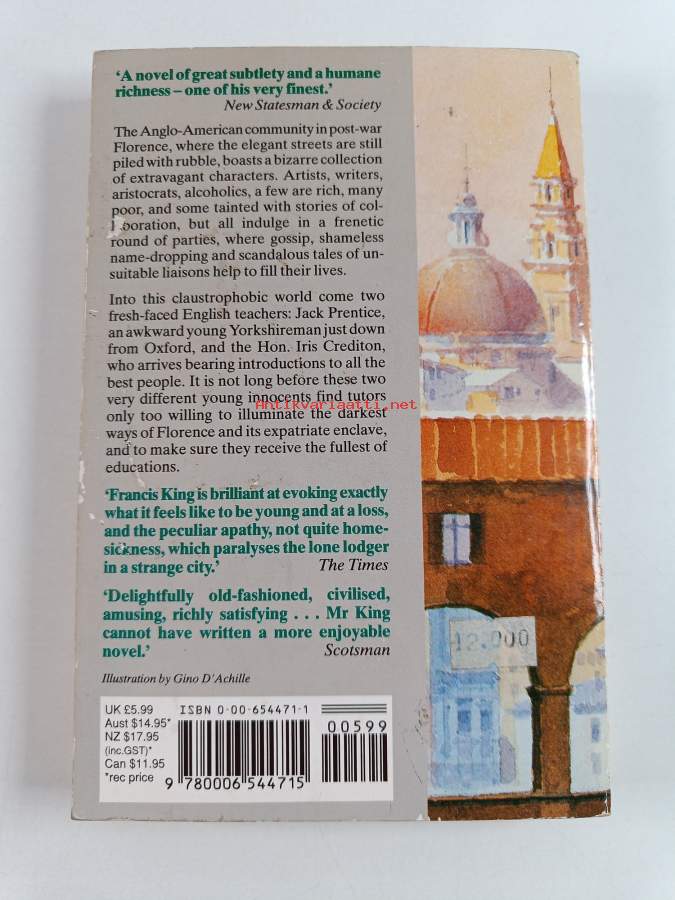 ‘A novel of great subtlety and a humane
richness – one of his very finest.’
New Statesman & Society
The Anglo-American community in post-war
Florence, where the elegant streets are still
piled with rubble, boasts a bizarre collection
of extravagant characters. Artists, writers,
aristocrats, alcoholics, a few are rich, many
poor, and some tainted with stories of col-
boration, but all indulge in a frenetic
round of parties, where gossip, shameless
name-dropping and scandalous tales of un-
suitable liaisons help to fill their lives.
Into this claustrophobic world come two
fresh-faced English teachers: Jack Prentice,
an awkward young Yorkshireman just down
from Oxford, and the Hon. Iris Crediton,
who arrives bearing introductions to all the
best people. It is not long before these two
very different young innocents find tutors
Antikvariaatti.net
only too willing to illuminate the darkest
ways of Florence and its expatriate enclave,
and to make sure they receive the fullest of
educations.
‘Francis King is brilliant at evoking exactly
what it feels like to be young and at a loss,
and the peculiar apathy, not quite home-
sickness, which paralyses the lone lodger
in a strange city.’ The Times
‘Delightfully old-fashioned, civilised,
amusing, richly satisfying . . . Mr King
cannot have written a more enjoyable
novel.’ Scotsman
12.000
Illustration by Gino D'Achille
UK £5.99
Aust $14.95*
NZ $17.95
(inc.GST)*
Can $11.95
*rec price
ISBN 0-00-654471-1
00599
9 780006 544715